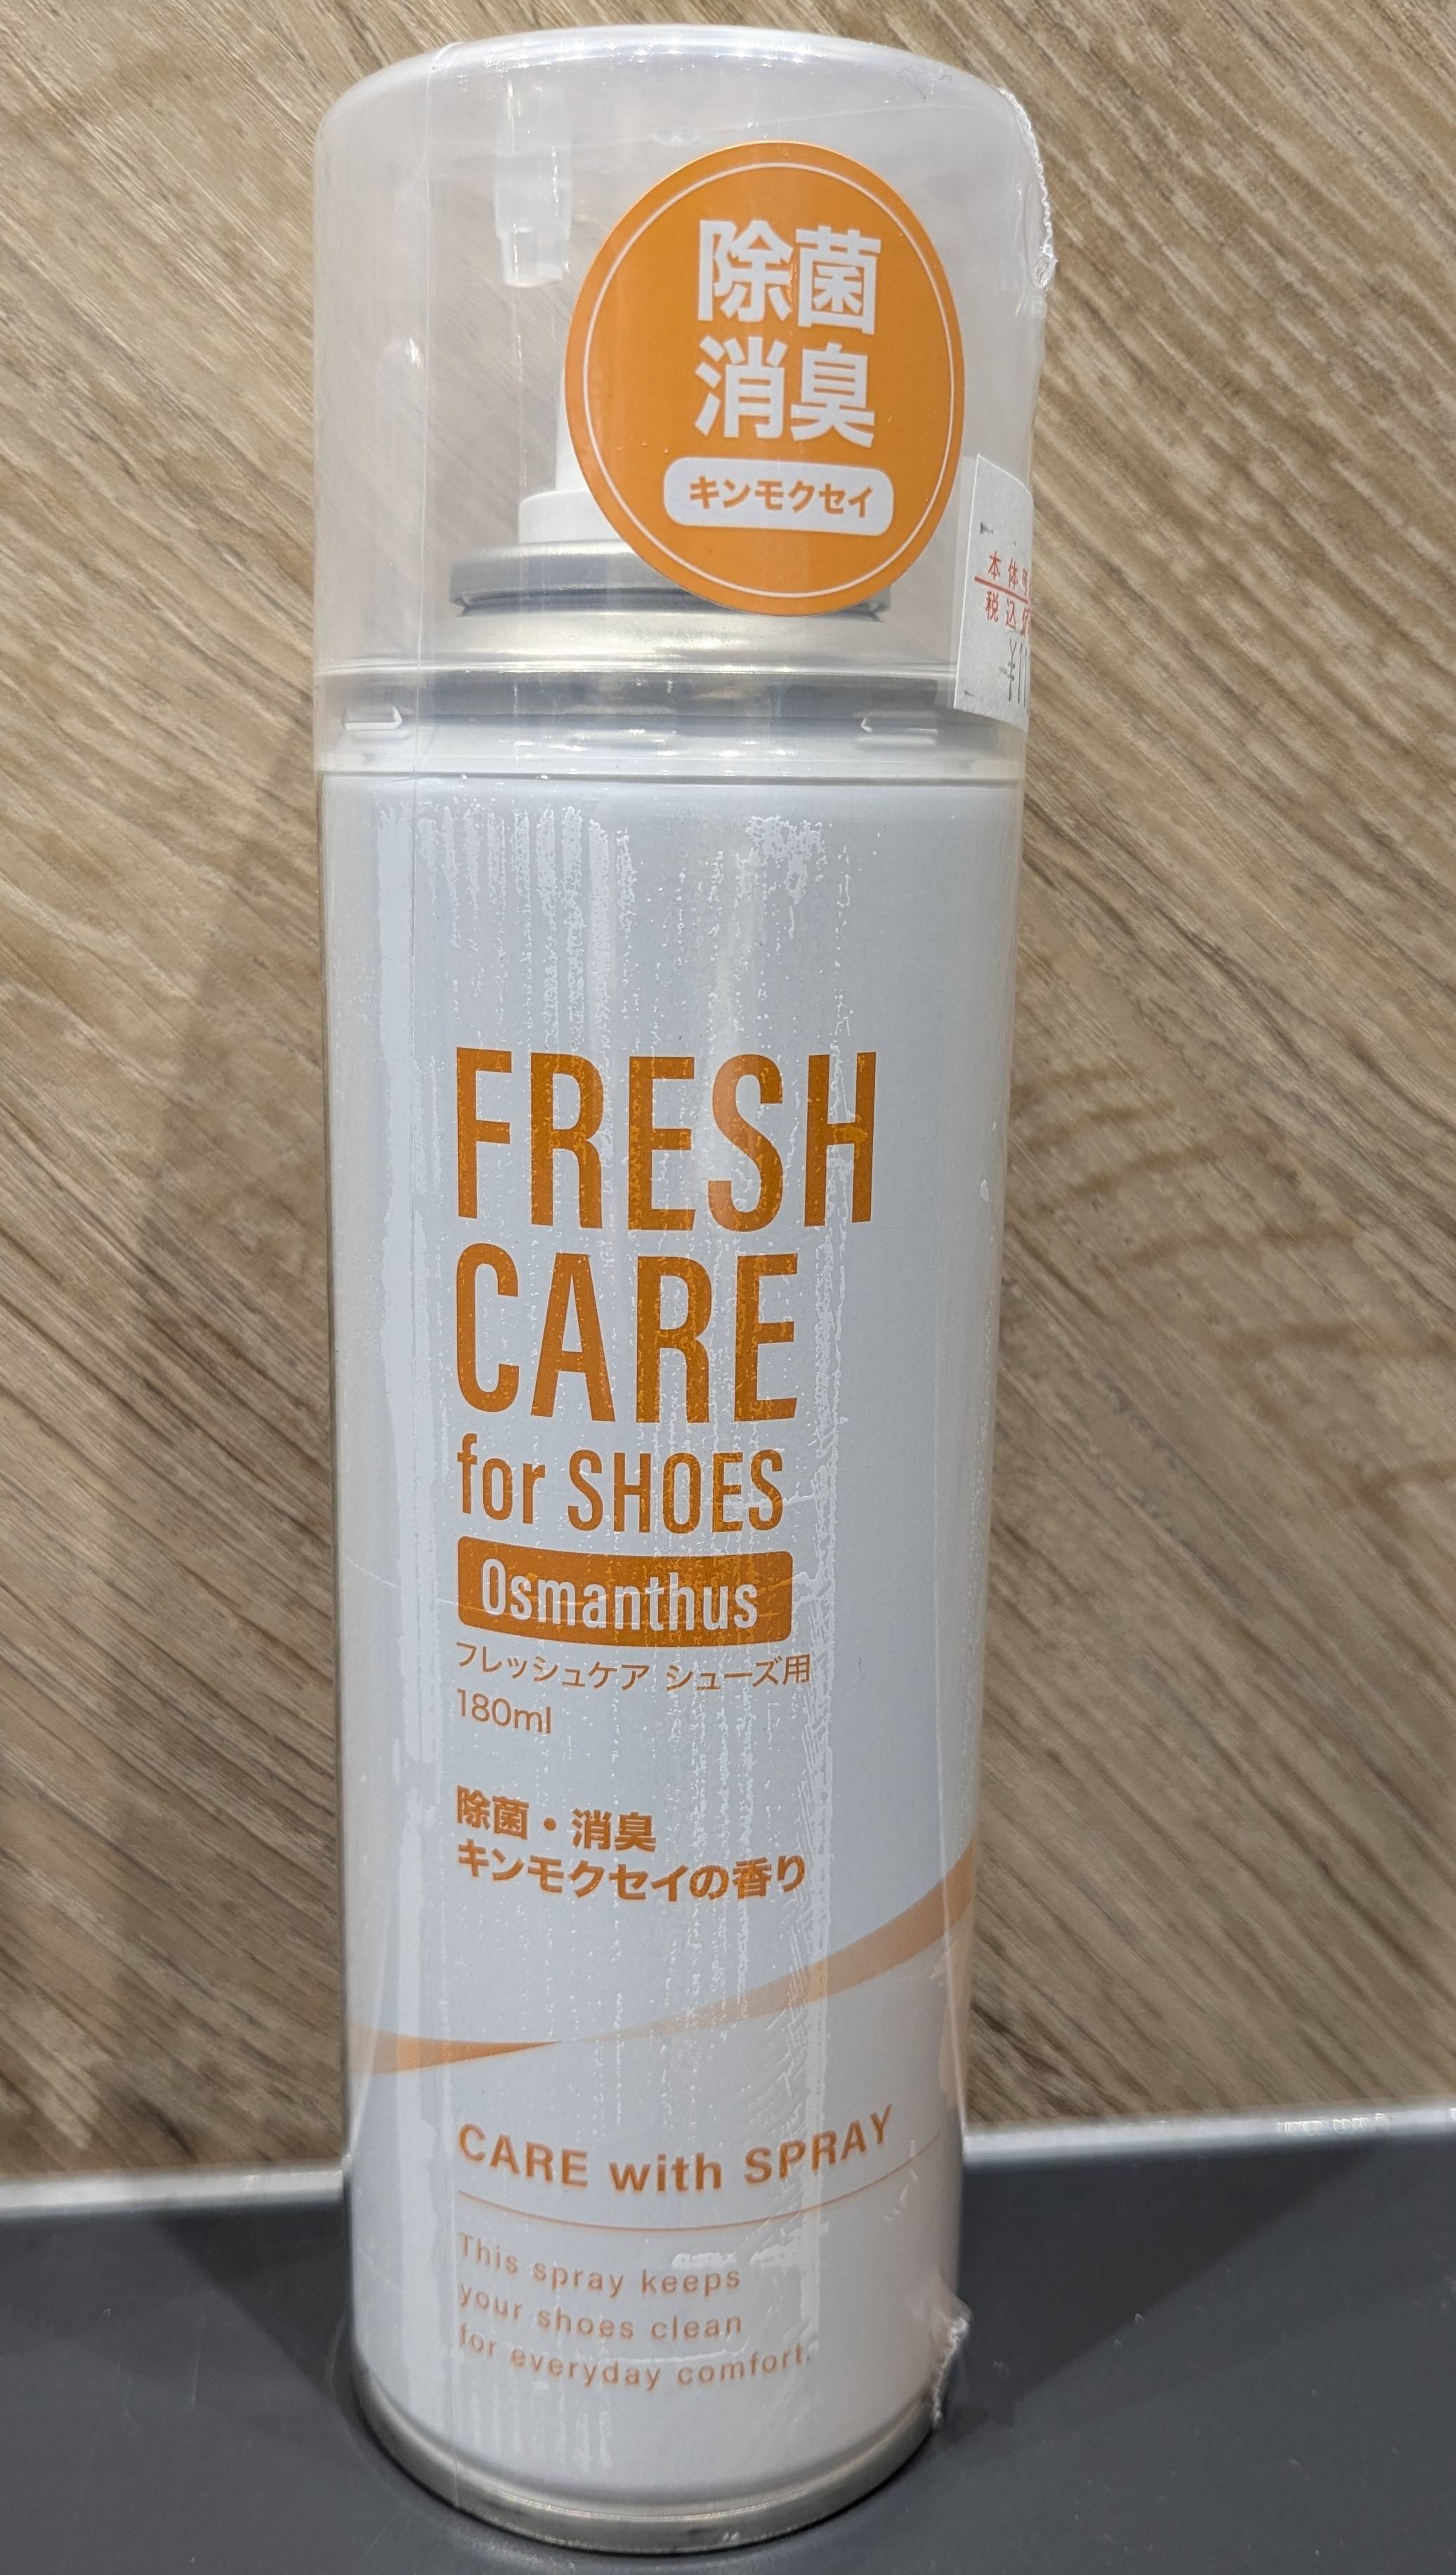 除菌
消臭
キンモクセイ
本体
税込
FRESH
CARE
for SHOES
Osmanthus
フレッシュケア シューズ用
180ml
除菌・消臭
キンモクセイの香り
CARE with SPRAY
This spray keeps
your shoes clean
for everyday comfort.